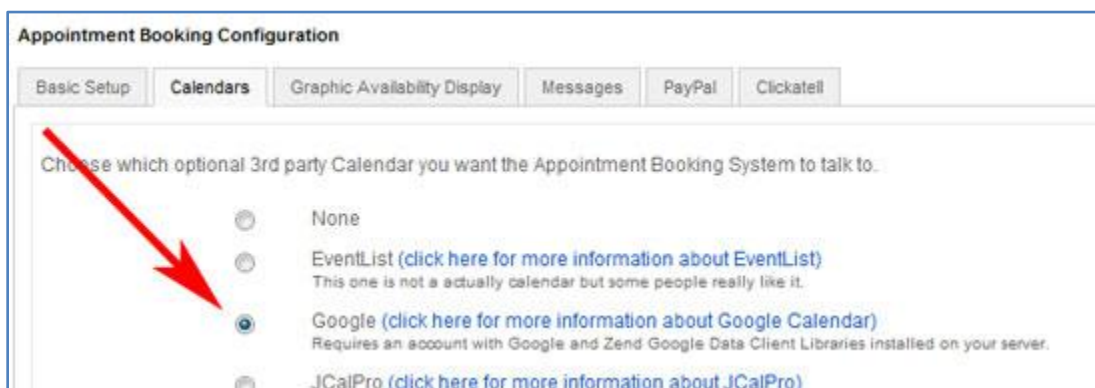 Appointment Booking Configuration
Basic Setup Calendars Graphic Availability Display Messages PayPal Clickatell
Choose which optional 3rd party Calendar you want the Appointment Booking System to talk to.
None
EventList (click here for more information about EventList)
This one is not a actually calendar but some people really like it.
Google (click here for more information about Google Calendar)
Requires an account with Google and Zend Google Data Client Libraries installed on your server.
JCalPro (click here for more information about JCalPro)